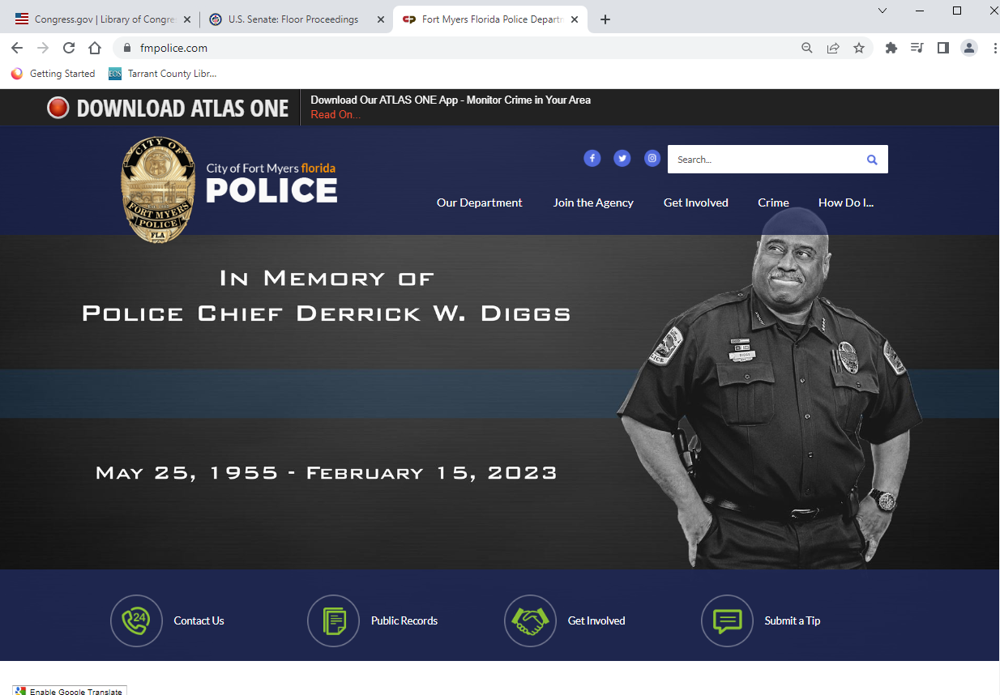 Congress.gov | Library of Congre
U.S. Senate: Floor Proceedings
Fort Myers Florida Police Departm
fmpolice.com
Getting Started
EOS
Tarrant County Libr...
DOWNLOAD ATLAS ONE
Download Our ATLAS ONE App - Monitor Crime in Your Area
Read On...
CITY OF
FORT MYERS
POLICE
FLA
City of Fort Myers florida
POLICE
Search...
Our Department
Join the Agency
Get Involved
Crime
How Do I...
In Memory of
Police Chief Derrick W. Diggs
DIGGS
May 25, 1955 - February 15, 2023
24
Contact Us
Public Records
Get Involved
Submit a Tip
Enable Google Translate